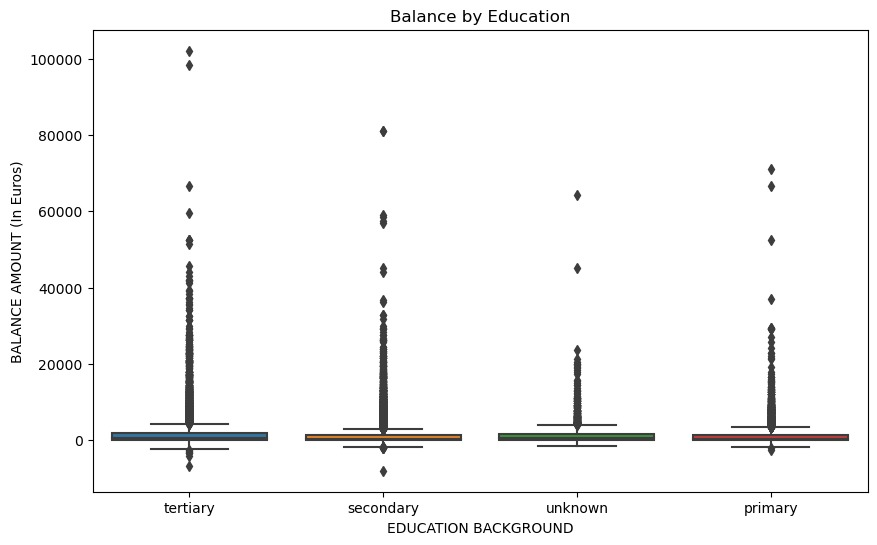 Balance by Education
BALANCE AMOUNT (In Euros)
100000
80000
60000
40000
20000
0
tertiary secondary unknown primary
EDUCATION BACKGROUND